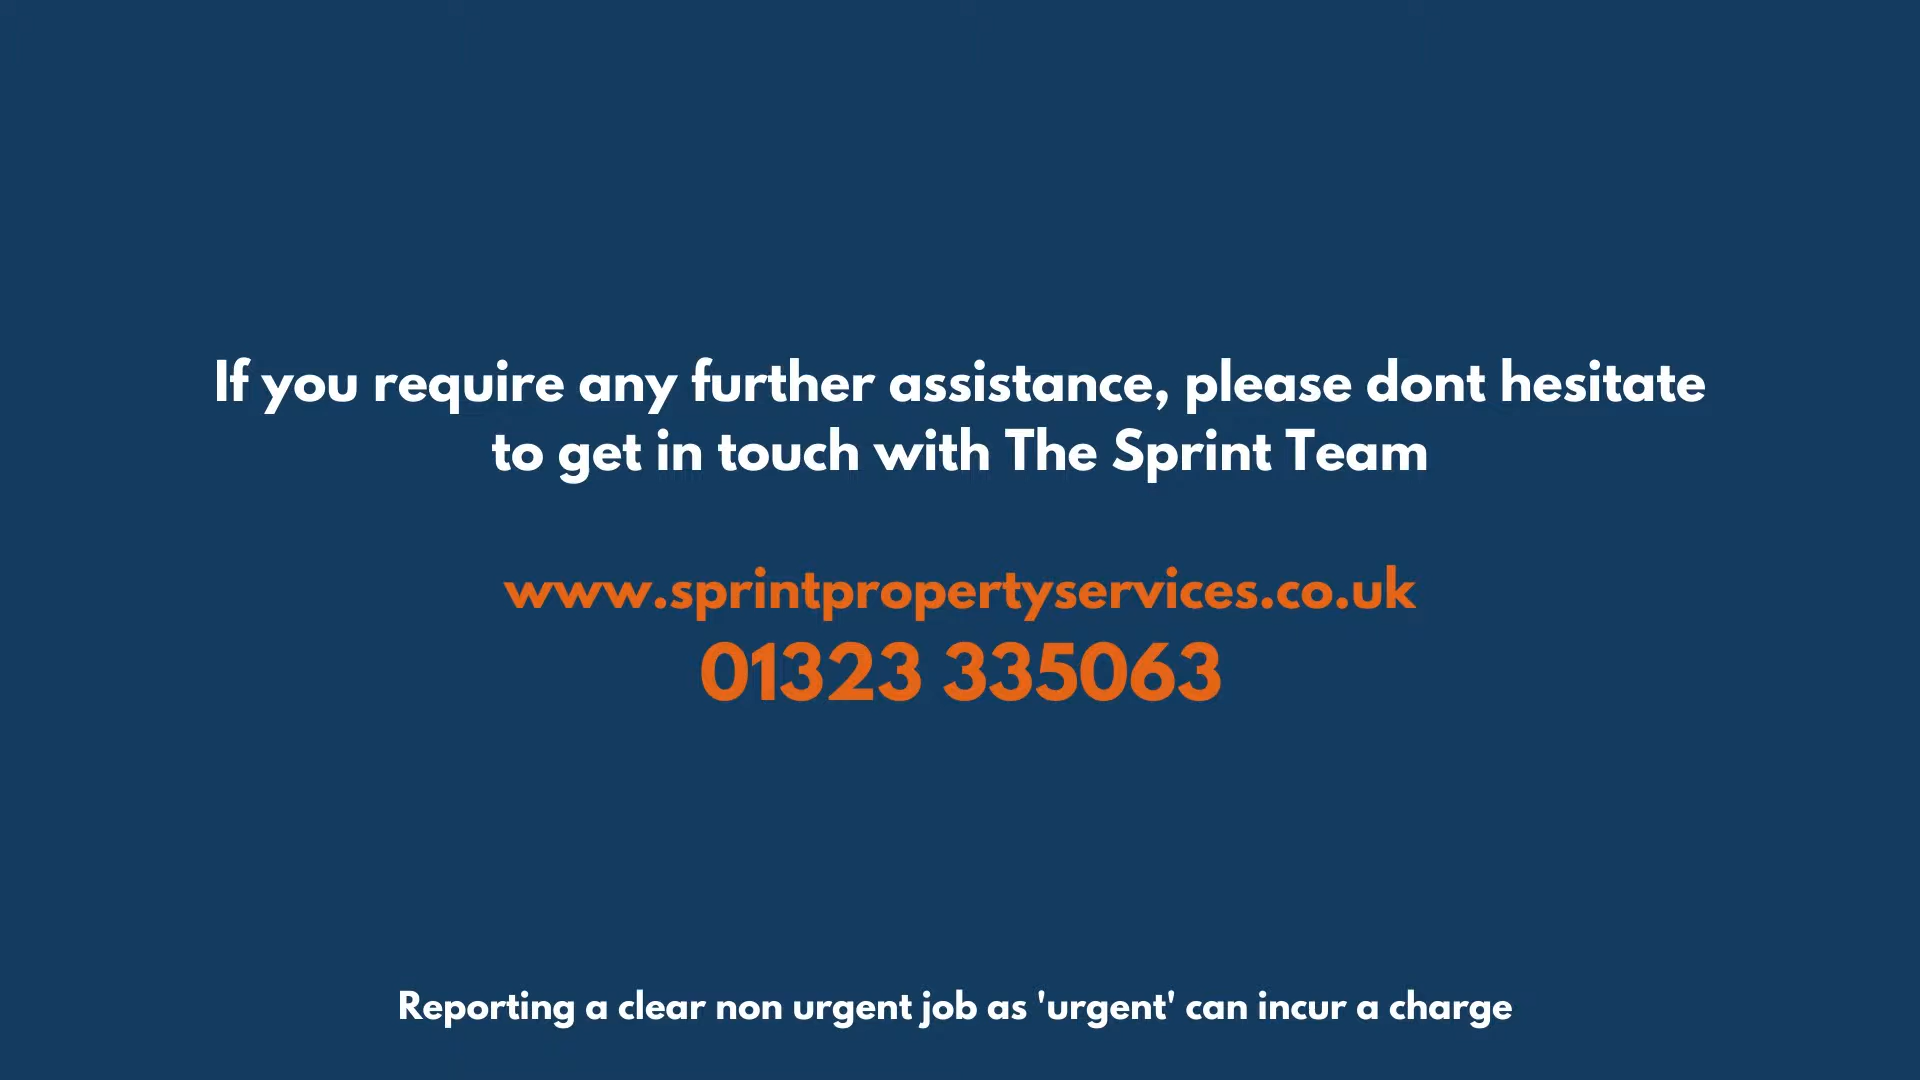 If you require any further assistance, please dont hesitate
to get in touch with The Sprint Team
www.sprintpropertyservices.co.uk
01323 335063
Reporting a clear non urgent job as 'urgent' can incur a charge